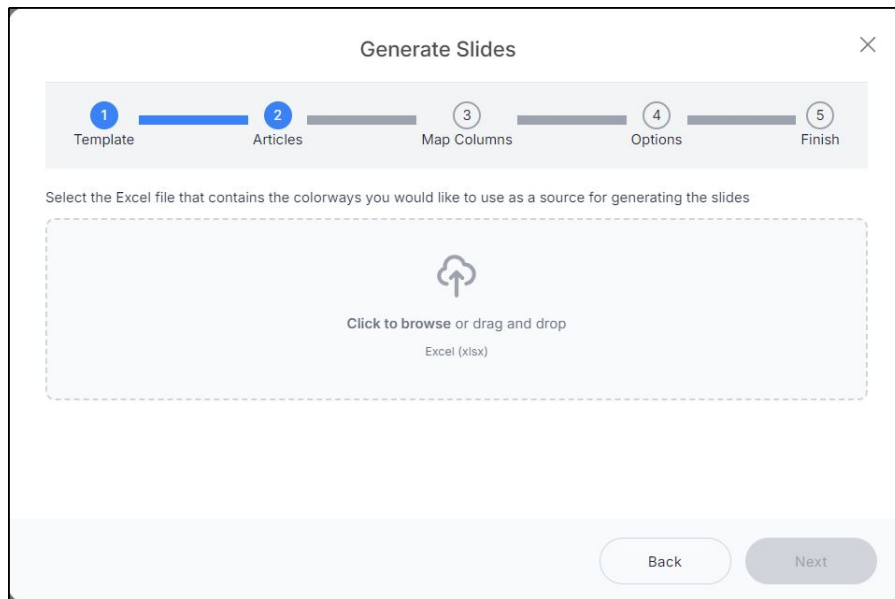 Generate Slides
1 2 3 4 5
Template Articles Map Columns Options Finish
Select the Excel file that contains the colorways you would like to use as a source for generating the slides
Click to browse or drag and drop
Excel (xlsx)
Back Next